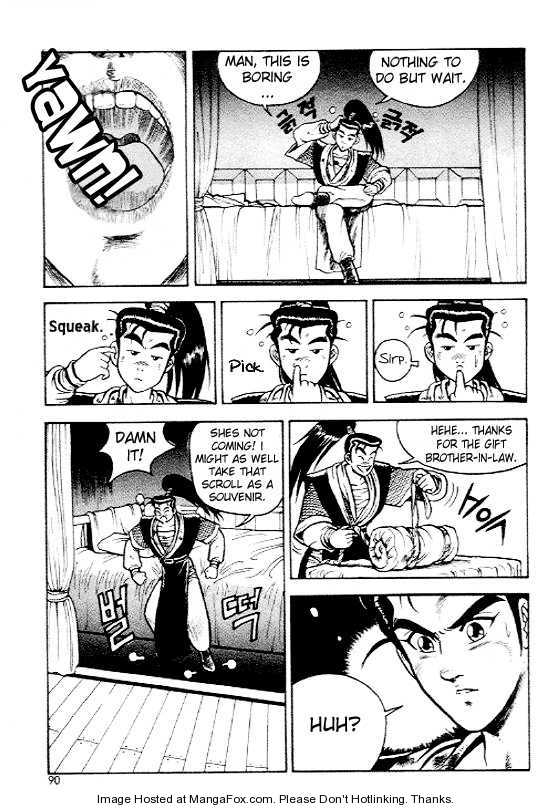 Yawn!
MAN, THIS IS
BORING
...
NOTHING TO
DO BUT WAIT.
긁적
긁적
Squeak.
Pick.
Slrp.
DAMN
IT!
SHES NOT
COMING! I
MIGHT AS WELL
TAKE THAT
SCROLL AS A
SOUVENIR.
벌
떡
HEHE... THANKS
FOR THE GIFT
BROTHER-IN-LAW.
HUH?
90
Image Hosted at MangaFox.com. Please Don't Hotlinking. Thanks.